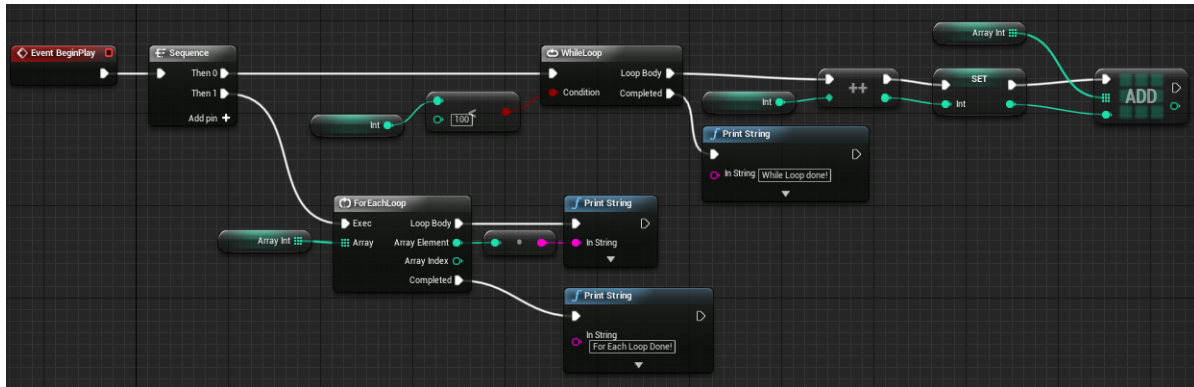 Event BeginPlay
Sequence
Then 0
Then 1
Add pin +
Int
100 <
WhileLoop
Loop Body
Condition
Completed
Int
++
SET
Int
Array Int
ADD
Print String
In String While Loop done!
ForEachLoop
Exec
Loop Body
Array Int
Array
Array Element
Array Index
Completed
Print String
In String
Print String
In String
For Each Loop Done!